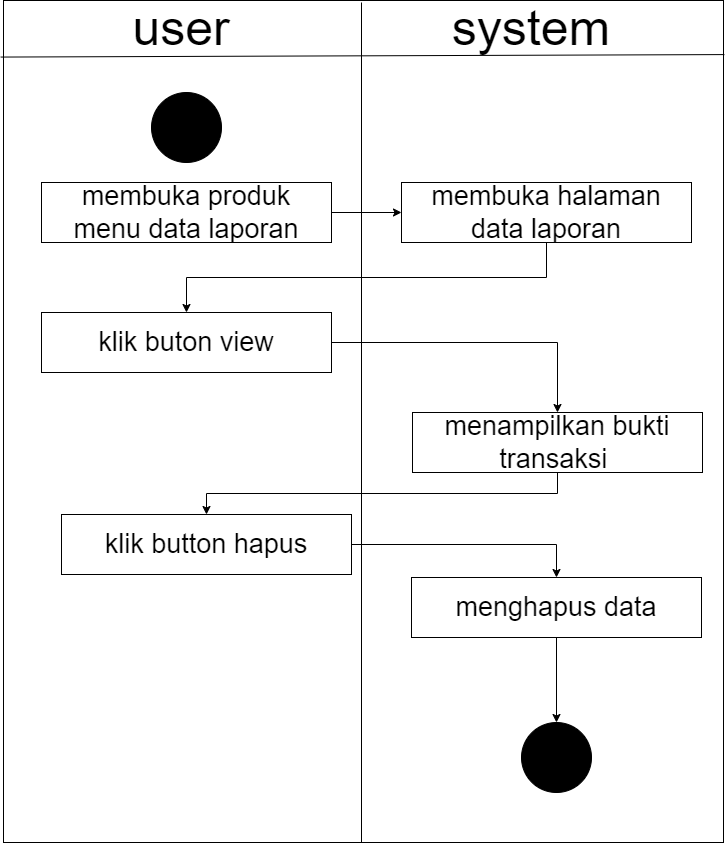 user
system
membuka produk
menu data laporan
membuka halaman
data laporan
klik buton view
menampilkan bukti
transaksi
klik button hapus
menghapus data